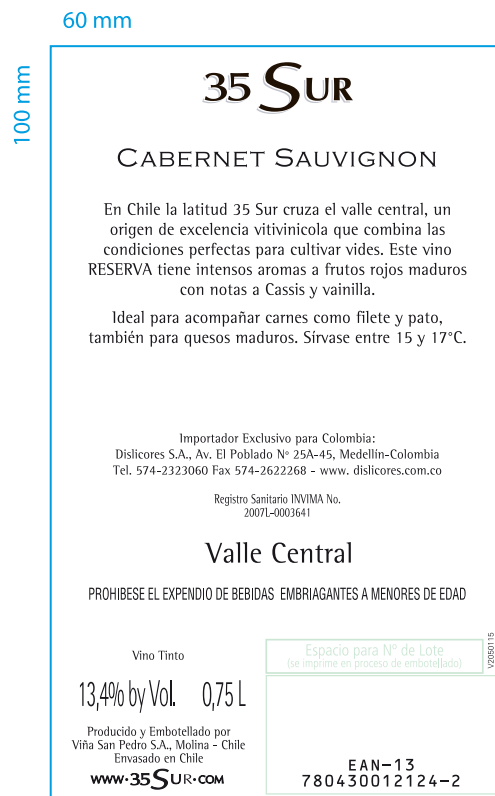 60 mm
100 mm
35 SUR
CABERNET SAUVIGNON
En Chile la latitud 35 Sur cruza el valle central, un
origen de excelencia vitivinicola que combina las
condiciones perfectas para cultivar vides. Este vino
RESERVA tiene intensos aromas a frutos rojos maduros
con notas a Cassis y vainilla.
Ideal para acompañar carnes como filete y pato,
también para quesos maduros. Sírvase entre 15 y 17°C.
Importador Exclusivo para Colombia:
Dislicores S.A., Av. El Poblado Nº 25A-45, Medellín-Colombia
Tel. 574-2323060 Fax 574-2622268 - www. dislicores.com.co
Registro Sanitario INVIMA No.
2007L-0003641
Valle Central
PROHIBESE EL EXPENDIO DE BEBIDAS EMBRIAGANTES A MENORES DE EDAD
Vino Tinto
13,4% by Vol. 0,75 L
Producido y Embotellado por
Viña San Pedro S.A., Molina - Chile
Envasado en Chile
www.35SUR.COM
Espacio para Nº de Lote
(se imprime en proceso de embotellado)
V2050115
EAN-13
780430012124-2